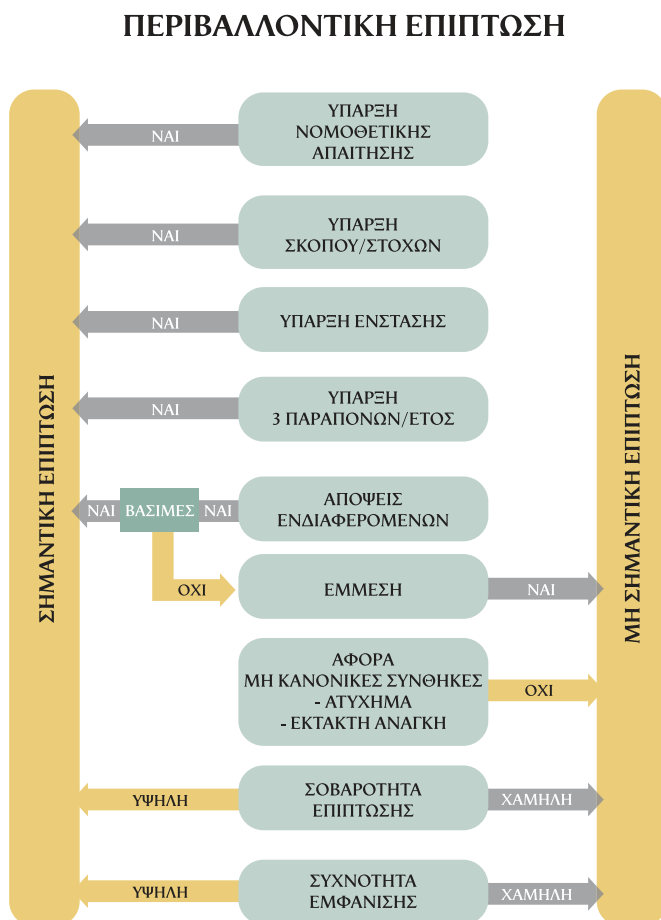 ΠΕΡΙΒΑΛΛΟΝΤΙΚΗ ΕΠΙΠΤΩΣΗ
ΣΗΜΑΝΤΙΚΗ ΕΠΙΠΤΩΣΗ
ΝΑΙ
ΥΠΑΡΞΗ
ΝΟΜΟΘΕΤΙΚΗΣ
ΑΠΑΙΤΗΣΗΣ
ΝΑΙ
ΥΠΑΡΞΗ
ΣΚΟΠΟΥ/ΣΤΟΧΩΝ
ΝΑΙ
ΥΠΑΡΞΗ ΕΝΣΤΑΣΗΣ
ΝΑΙ
ΥΠΑΡΞΗ
3 ΠΑΡΑΠΟΝΩΝ/ΕΤΟΣ
ΝΑΙ ΒΑΣΙΜΕΣ ΝΑΙ
ΑΠΟΨΕΙΣ
ΕΝΔΙΑΦΕΡΟΜΕΝΩΝ
ΟΧΙ
ΕΜΜΕΣΗ
ΝΑΙ
ΑΦΟΡΑ
ΜΗ ΚΑΝΟΝΙΚΕΣ ΣΥΝΘΗΚΕΣ
- ΑΤΥΧΗΜΑ
- ΕΚΤΑΚΤΗ ΑΝΑΓΚΗ
ΟΧΙ
ΥΨΗΛΗ
ΣΟΒΑΡΟΤΗΤΑ
ΕΠΙΠΤΩΣΗΣ
ΧΑΜΗΛΗ
ΥΨΗΛΗ
ΣΥΧΝΟΤΗΤΑ
ΕΜΦΑΝΙΣΗΣ
ΧΑΜΗΛΗ
ΜΗ ΣΗΜΑΝΤΙΚΗ ΕΠΙΠΤΩΣΗ